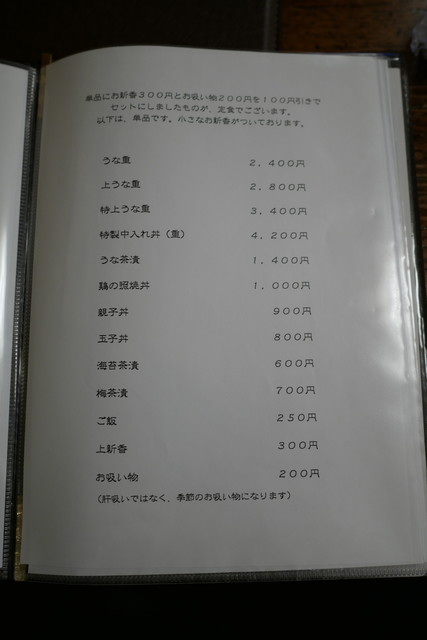 単品にお新香300円とお吸い物200円を100円引きで
セットにしましたものが、定食でございます。
以下は、単品です。小さなお新香がついております。
うな重 2,400円
上うな重 2,800円
特上うな重 3,400円
特製中入れ丼(重) 4,200円
うな茶漬 1,400円
鶏の照焼丼 1,000円
親子丼 900円
玉子丼 800円
海苔茶漬 600円
梅茶漬 700円
ご飯 250円
上新香 300円
お吸い物 200円
(肝吸いではなく、季節のお吸い物になります)